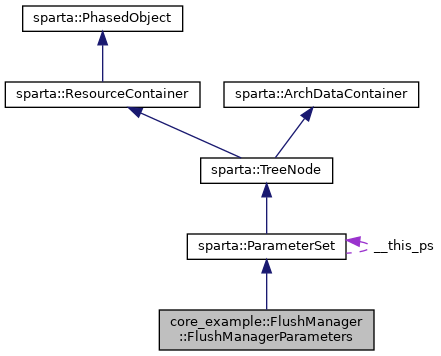 sparta::PhasedObject
sparta::ResourceContainer
sparta::ArchDataContainer
sparta::TreeNode
sparta::ParameterSet
__this_ps
core_example::FlushManager
::FlushManagerParameters